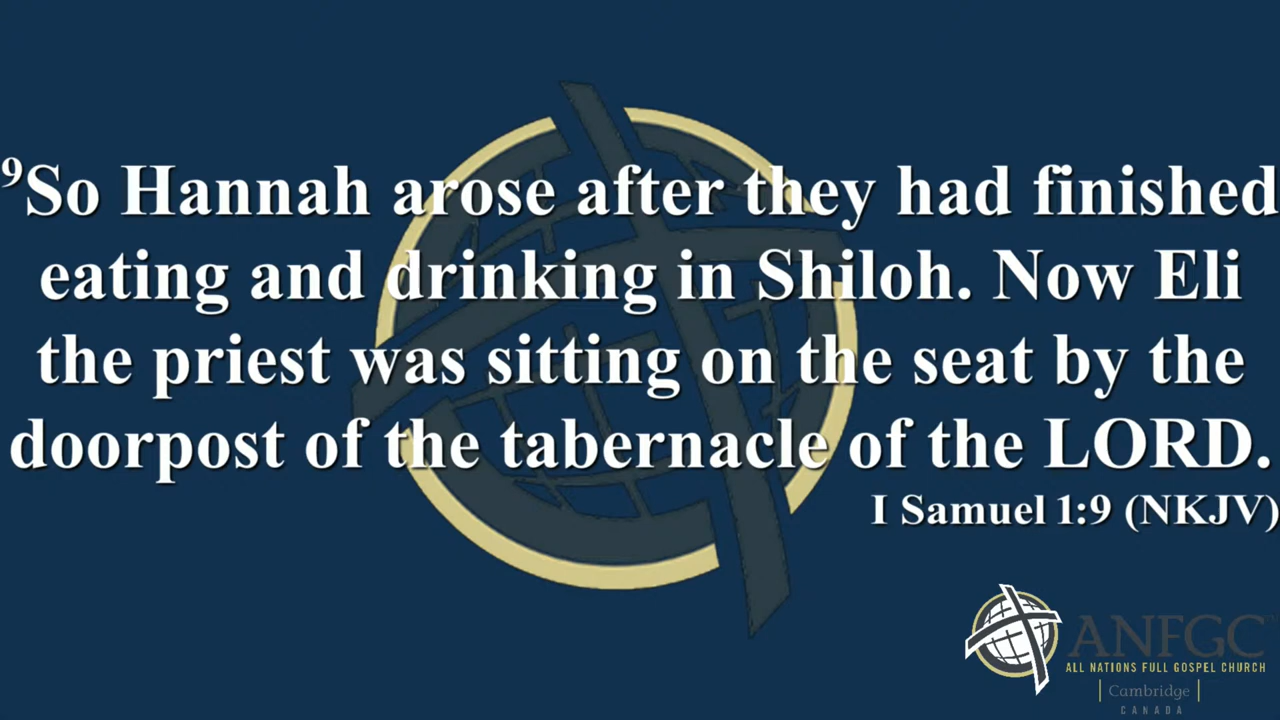 ⁹So Hannah arose after they had finished
eating and drinking in Shiloh. Now Eli
the priest was sitting on the seat by the
doorpost of the tabernacle of the LORD.
I Samuel 1:9 (NKJV)
ANFGC
ALL NATIONS FULL GOSPEL CHURCH
| Cambridge |
CANADA